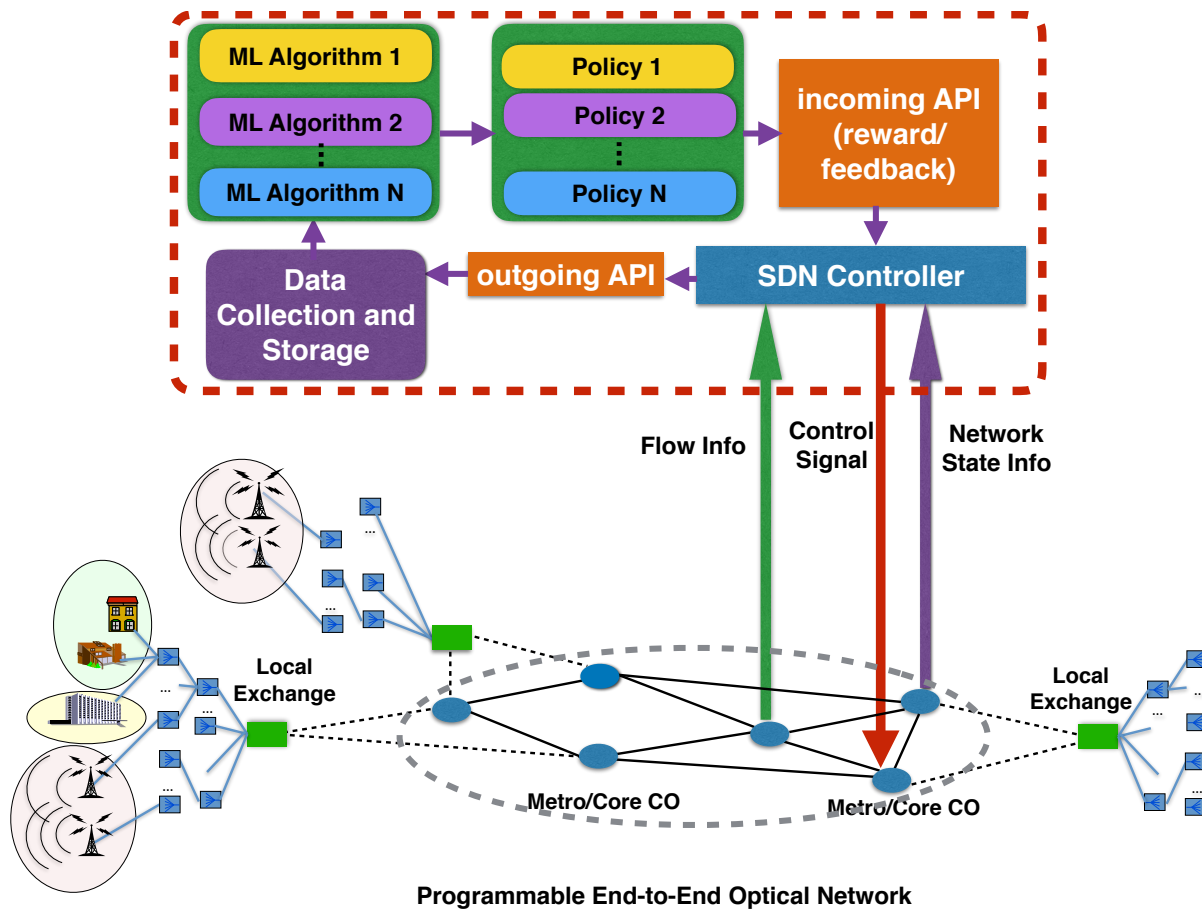 ML Algorithm 1
ML Algorithm 2
ML Algorithm N
Policy 1
Policy 2
Policy N
incoming API
(reward/
feedback)
Data
Collection and
Storage
outgoing API
SDN Controller
Flow Info
Control
Signal
Network
State Info
...
...
...
...
...
...
...
...
...
Local
Exchange
Local
Exchange
Metro/Core CO
Metro/Core CO
Programmable End-to-End Optical Network